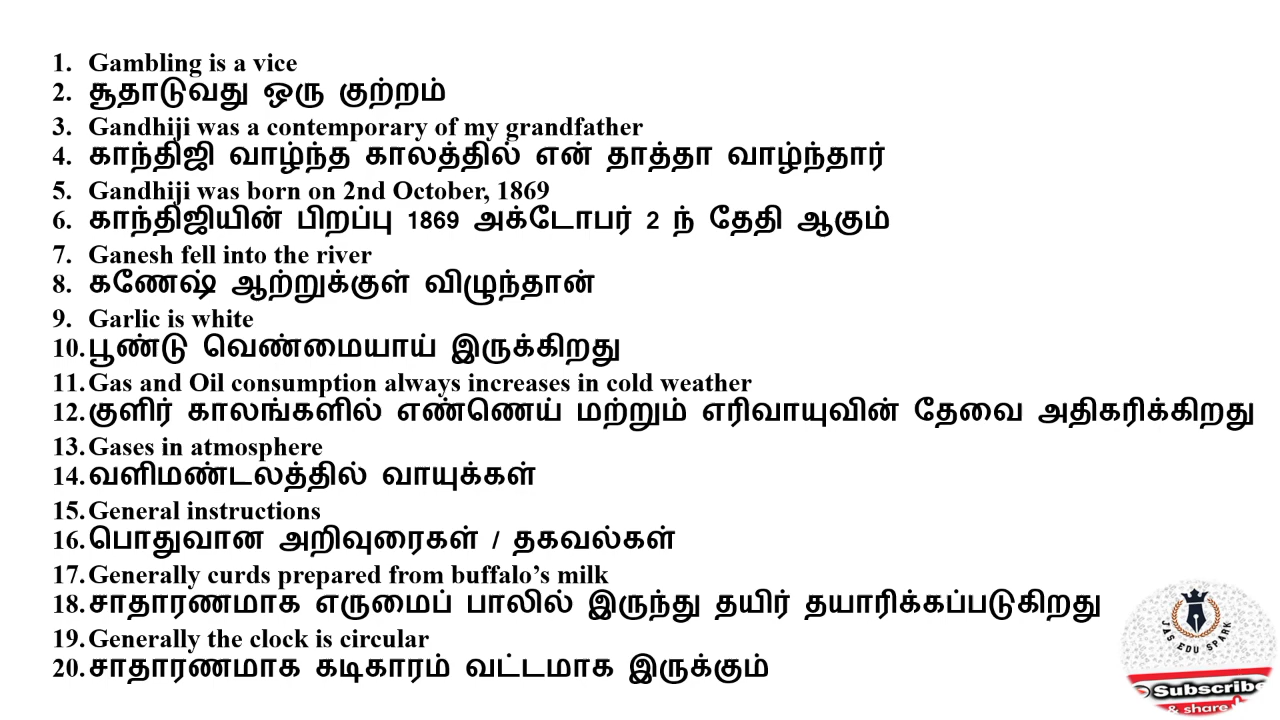 1. Gambling is a vice
2. சூதாடுவது ஒரு குற்றம்
3. Gandhiji was a contemporary of my grandfather
4. காந்திஜி வாழ்ந்த காலத்தில் என் தாத்தா வாழ்ந்தார்
5. Gandhiji was born on 2nd October, 1869
6. காந்திஜியின் பிறப்பு 1869 அக்டோபர் 2 ந் தேதி ஆகும்
7. Ganesh fell into the river
8. கணேஷ் ஆற்றுக்குள் விழுந்தான்
9. Garlic is white
10. பூண்டு வெண்மையாய் இருக்கிறது
11. Gas and Oil consumption always increases in cold weather
12. குளிர் காலங்களில் எண்ணெய் மற்றும் எரிவாயுவின் தேவை அதிகரிக்கிறது
13. Gases in atmosphere
14. வளிமண்டலத்தில் வாயுக்கள்
15. General instructions
16. பொதுவான அறிவுரைகள் / தகவல்கள்
17. Generally curds prepared from buffalo’s milk
18. சாதாரணமாக எருமைப் பாலில் இருந்து தயிர் தயாரிக்கப்படுகிறது
19. Generally the clock is circular
20. சாதாரணமாக கடிகாரம் வட்டமாக இருக்கும்
JAS EDU SPARK
Subscribe
& share